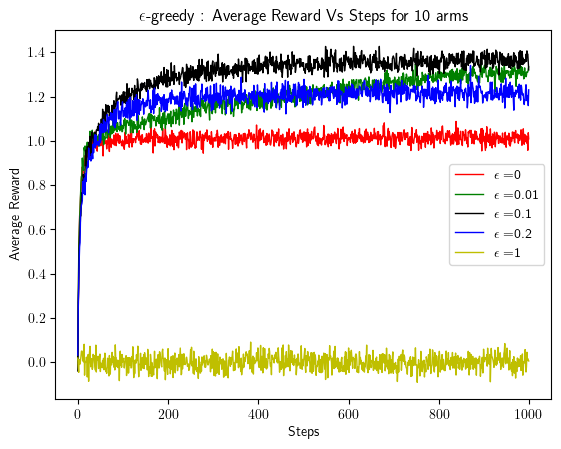 ϵ-greedy : Average Reward Vs Steps for 10 arms
Average Reward
1.4
1.2
1.0
0.8
0.6
0.4
0.2
0.0
ϵ =0
ϵ =0.01
ϵ =0.1
ϵ =0.2
ϵ =1
0 200 400 600 800 1000
Steps